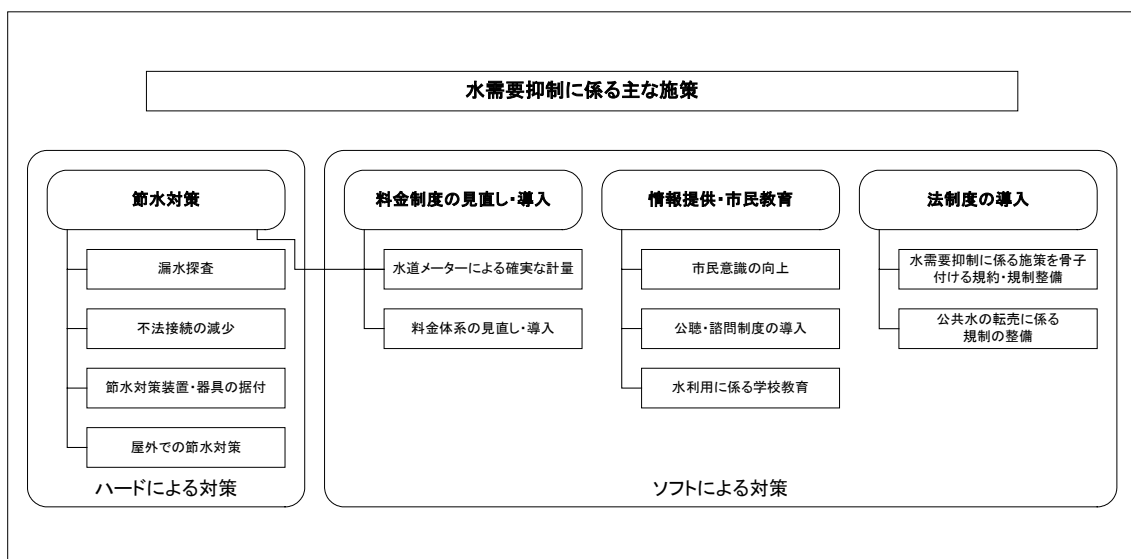 水需要抑制に係る主な施策
節水対策
漏水探査
不法接続の減少
節水対策装置・器具の据付
屋外での節水対策
ハードによる対策
料金制度の見直し・導入
水道メーターによる確実な計量
料金体系の見直し・導入
情報提供・市民教育
市民意識の向上
公聴・諮問制度の導入
水利用に係る学校教育
法制度の導入
水需要抑制に係る施策を骨子
付ける規約・規制整備
公共水の転売に係る
規制の整備
ソフトによる対策